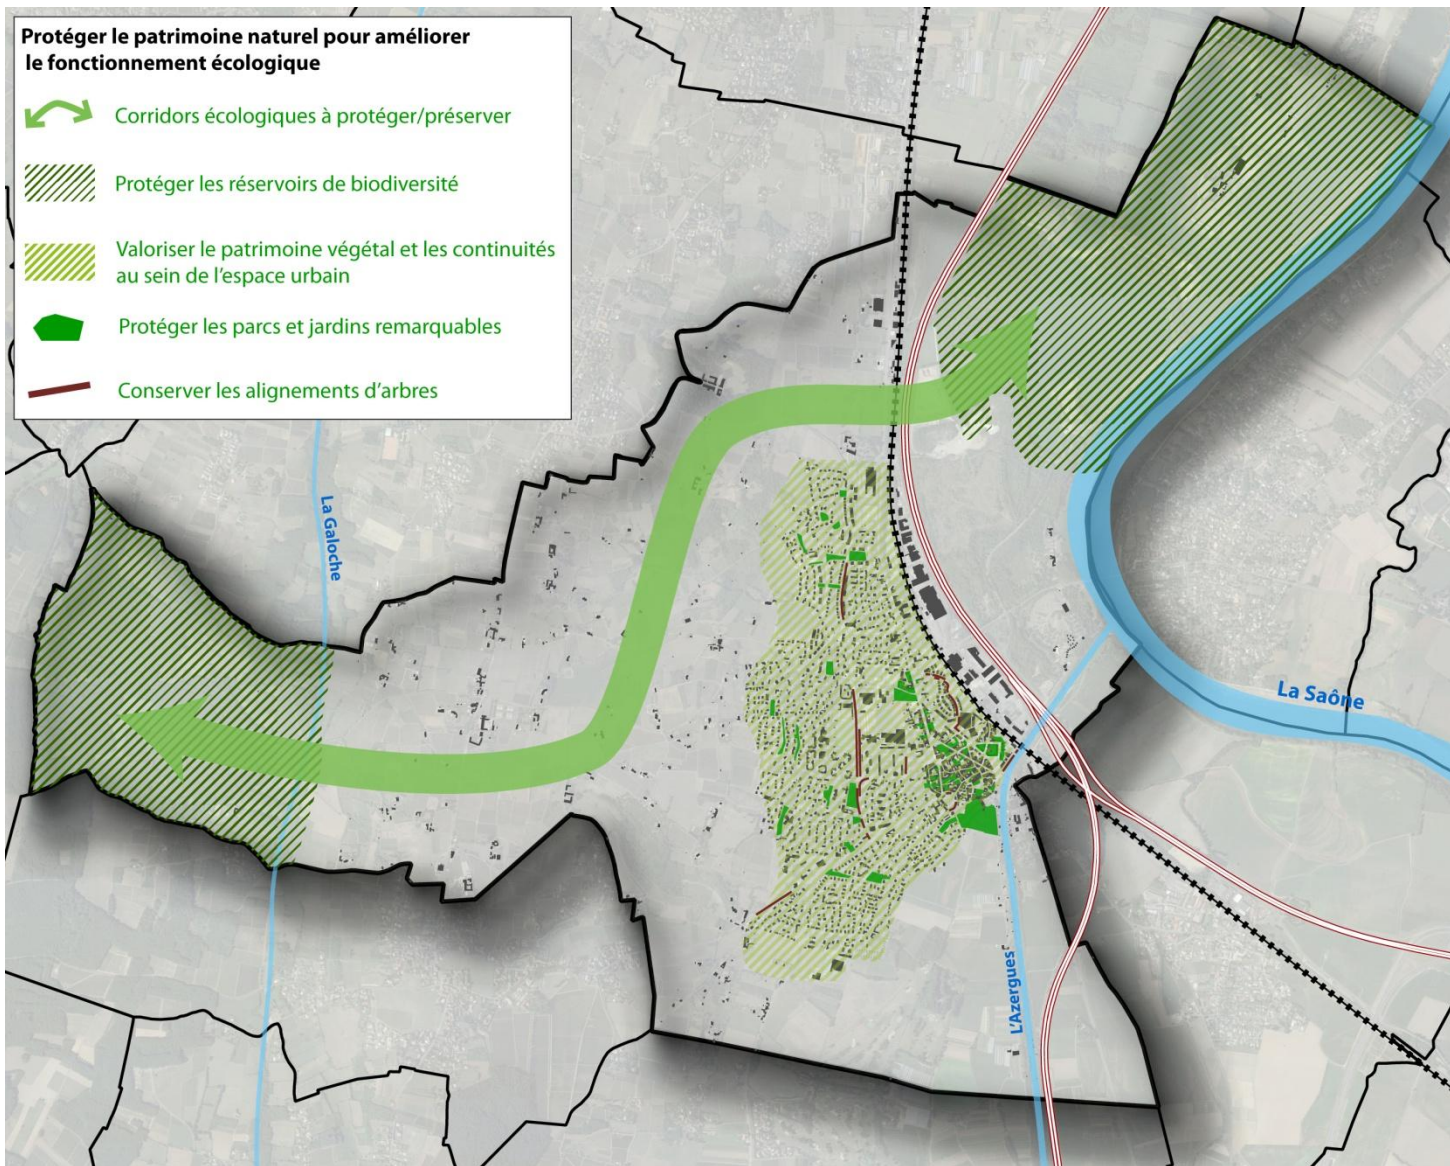 Protéger le patrimoine naturel pour améliorer
le fonctionnement écologique
Corridors écologiques à protéger/préserver
Protéger les réservoirs de biodiversité
Valoriser le patrimoine végétal et les continuités
au sein de l'espace urbain
Protéger les parcs et jardins remarquables
Conserver les alignements d'arbres
La Galoche
La Saône
L'Azergues